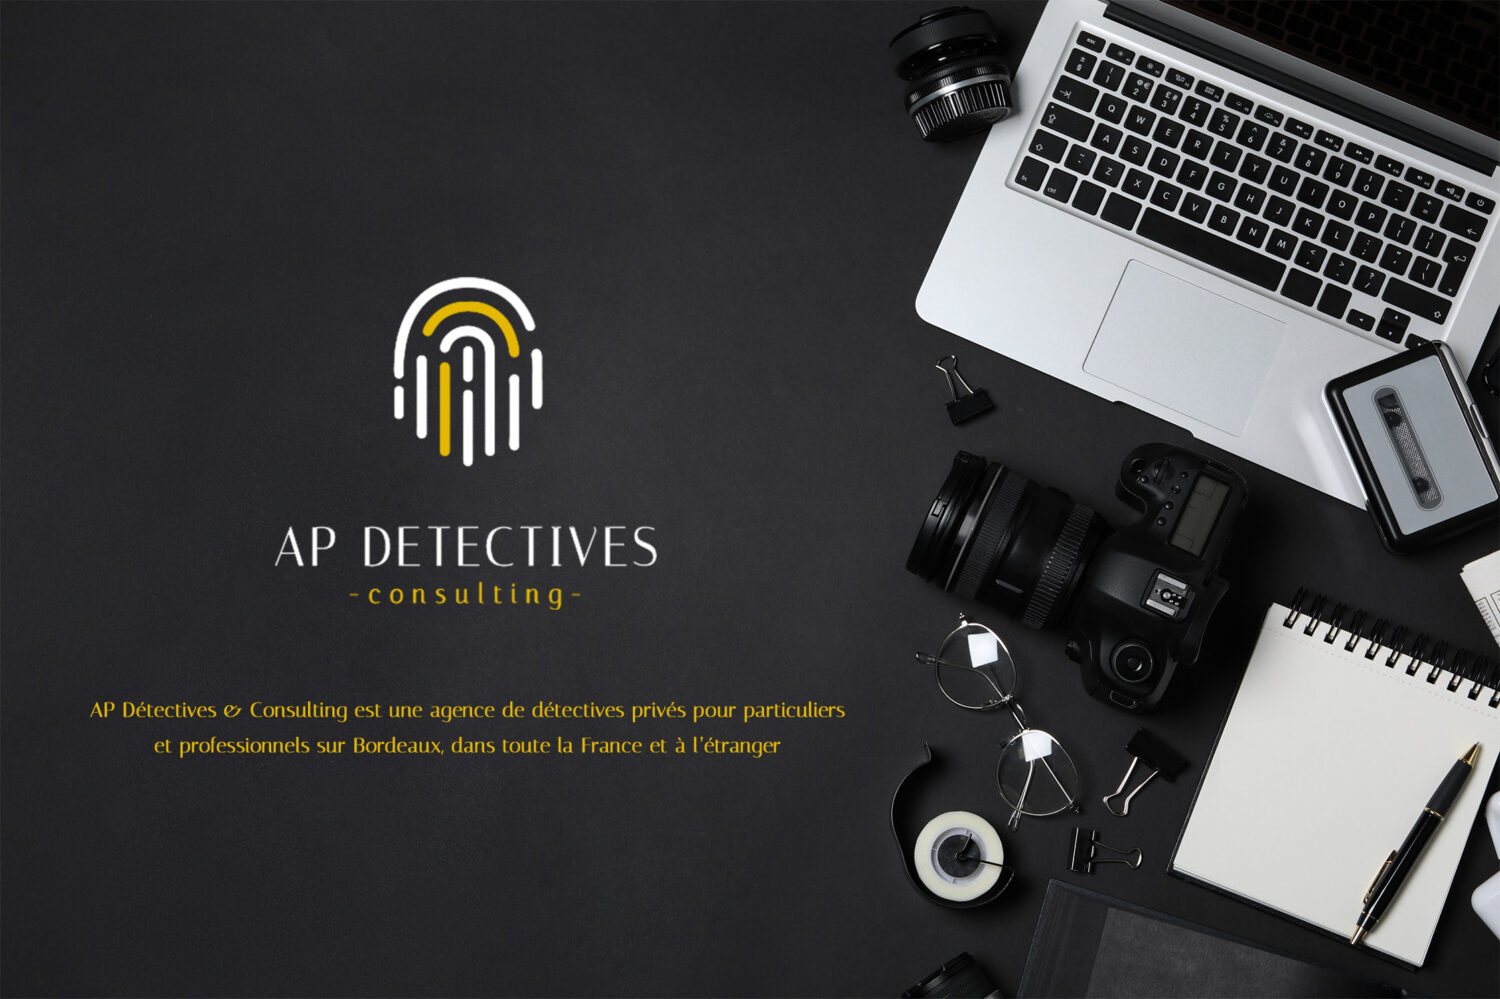 AP DETECTIVES
-consulting-
AP Détectives & Consulting est une agence de détectives privés pour particuliers
et professionnels sur Bordeaux, dans toute la France et à l'étranger